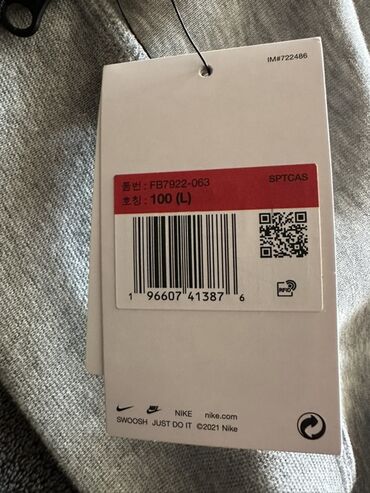 IM#722486
품번 : FB7922-063 SPTCAS
호칭 : 100 (L)
1 96607 41387 6
RFID
NIKE nike.com
SWOOSH JUST DO IT ©2021 Nike